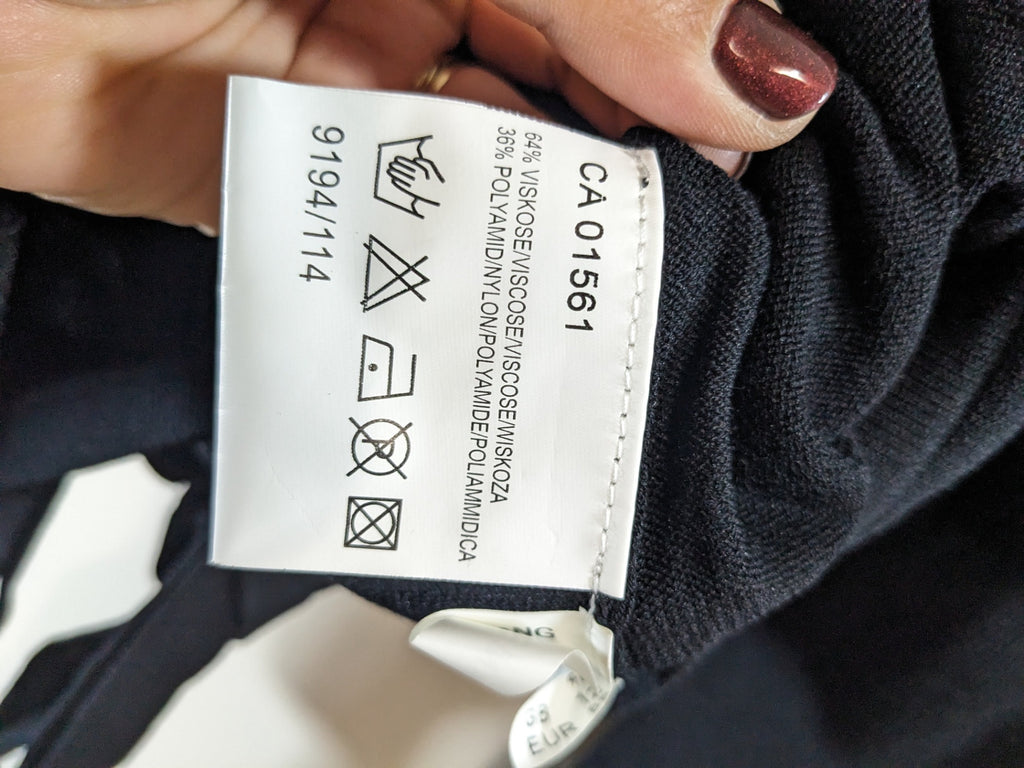 CA 01561
64% VISKOSE/VISCOSE/VISCOSE/WISKOZA
36% POLYAMID/NYLON/POLYAMIDE/POLIAMMIDICA
P
9194/114
EUR